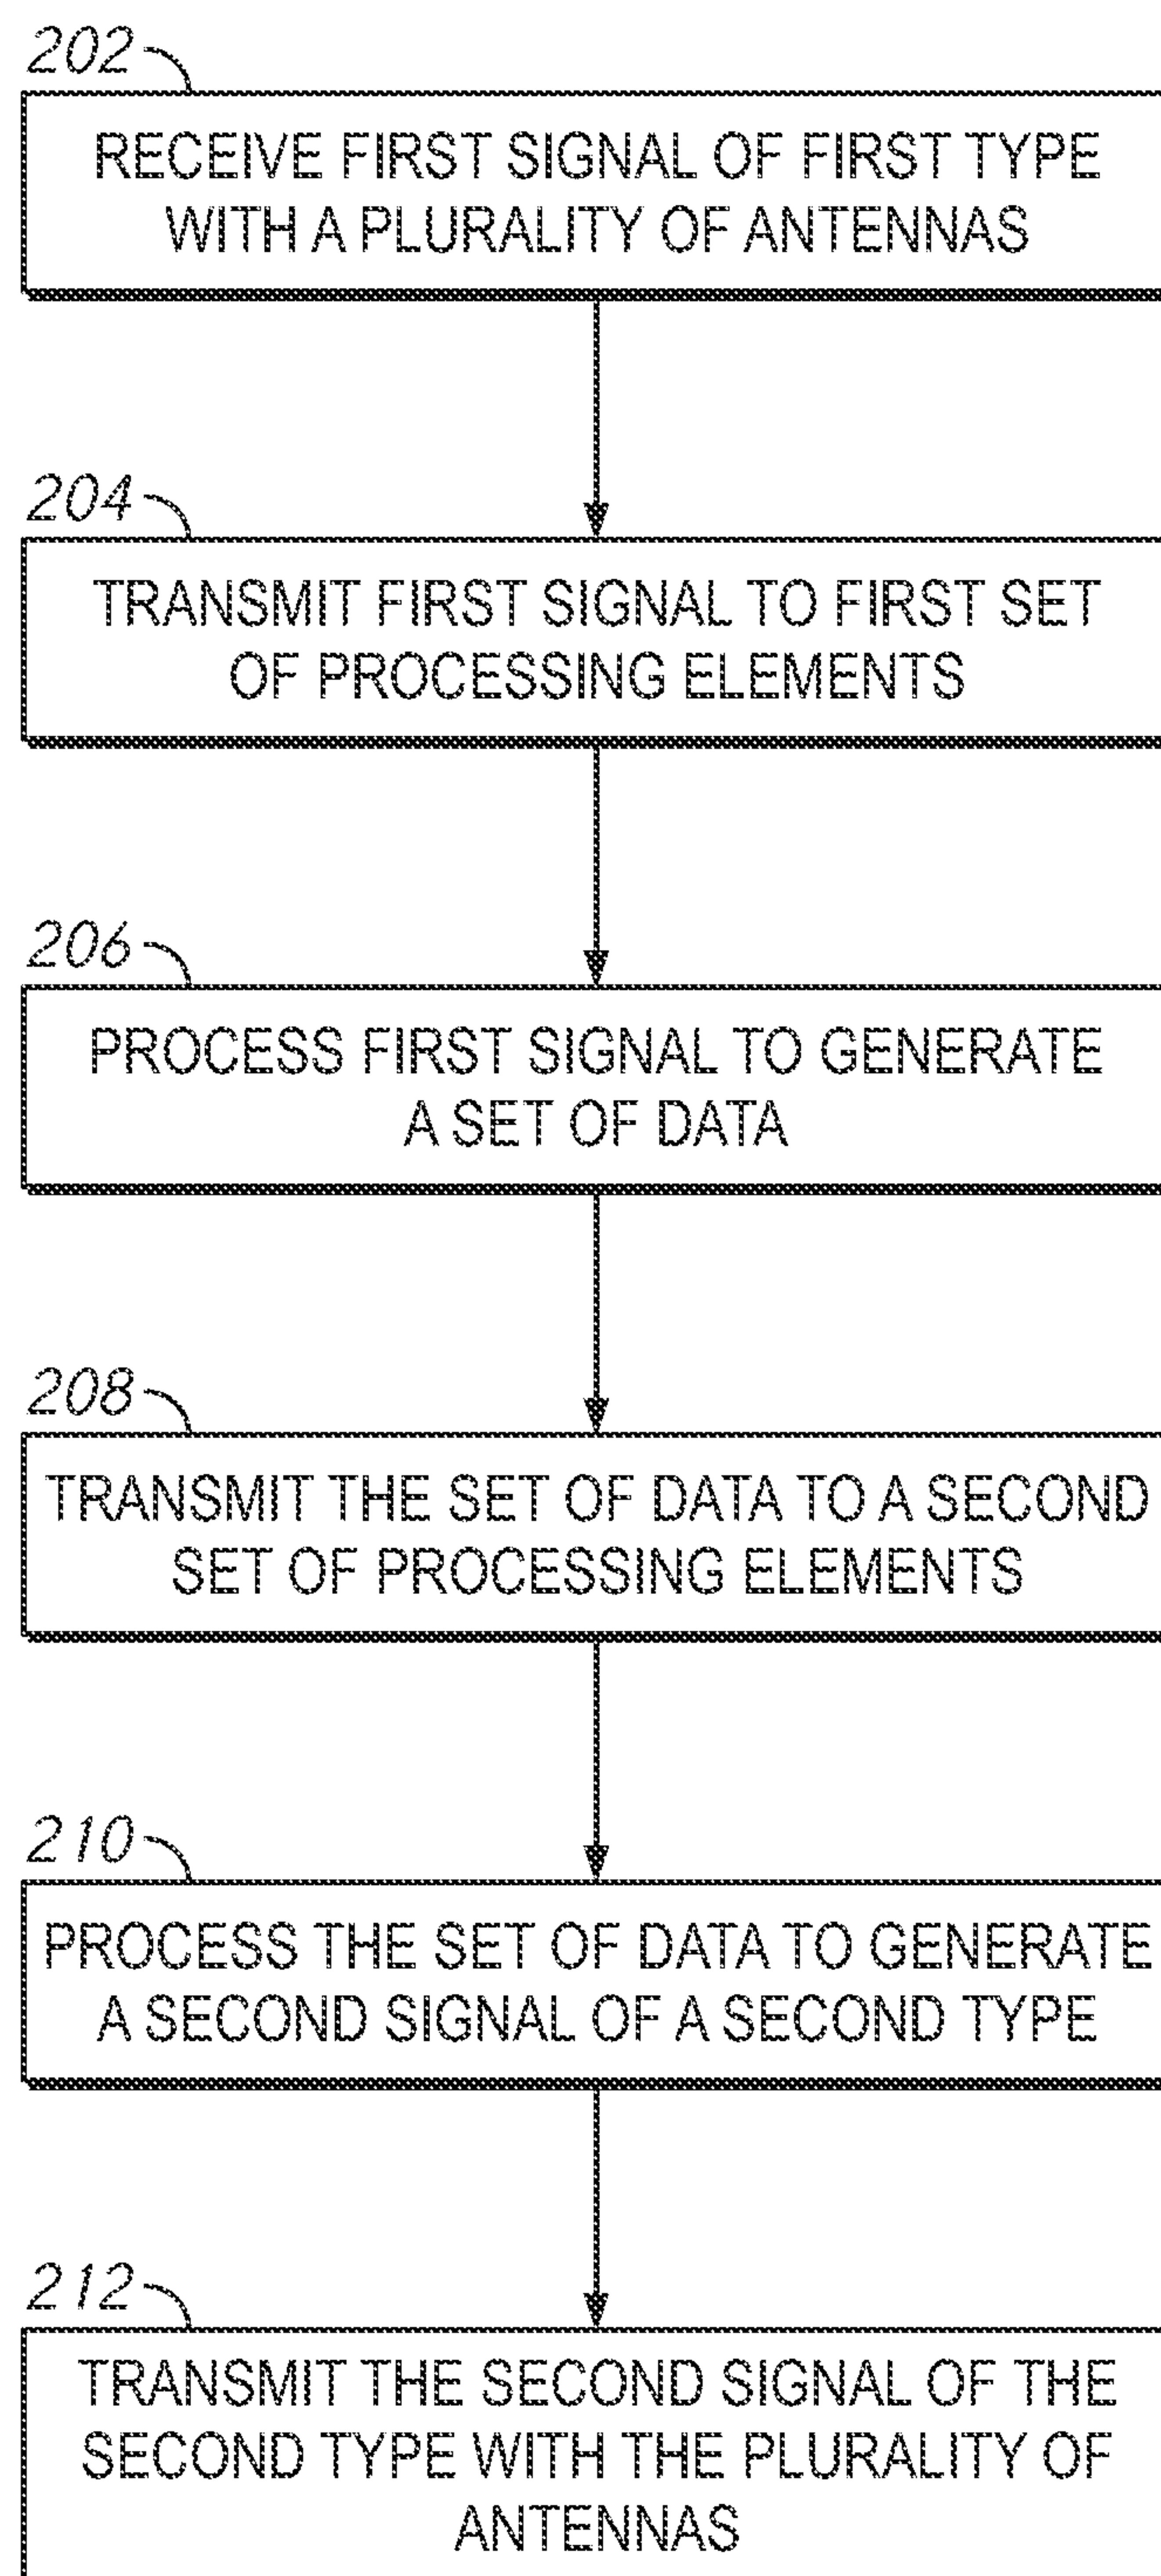 202
RECEIVE FIRST SIGNAL OF FIRST TYPE
WITH A PLURALITY OF ANTENNAS
204
TRANSMIT FIRST SIGNAL TO FIRST SET
OF PROCESSING ELEMENTS
206
PROCESS FIRST SIGNAL TO GENERATE
A SET OF DATA
208
TRANSMIT THE SET OF DATA TO A SECOND
SET OF PROCESSING ELEMENTS
210
PROCESS THE SET OF DATA TO GENERATE
A SECOND SIGNAL OF A SECOND TYPE
212
TRANSMIT THE SECOND SIGNAL OF THE
SECOND TYPE WITH THE PLURALITY OF
ANTENNAS